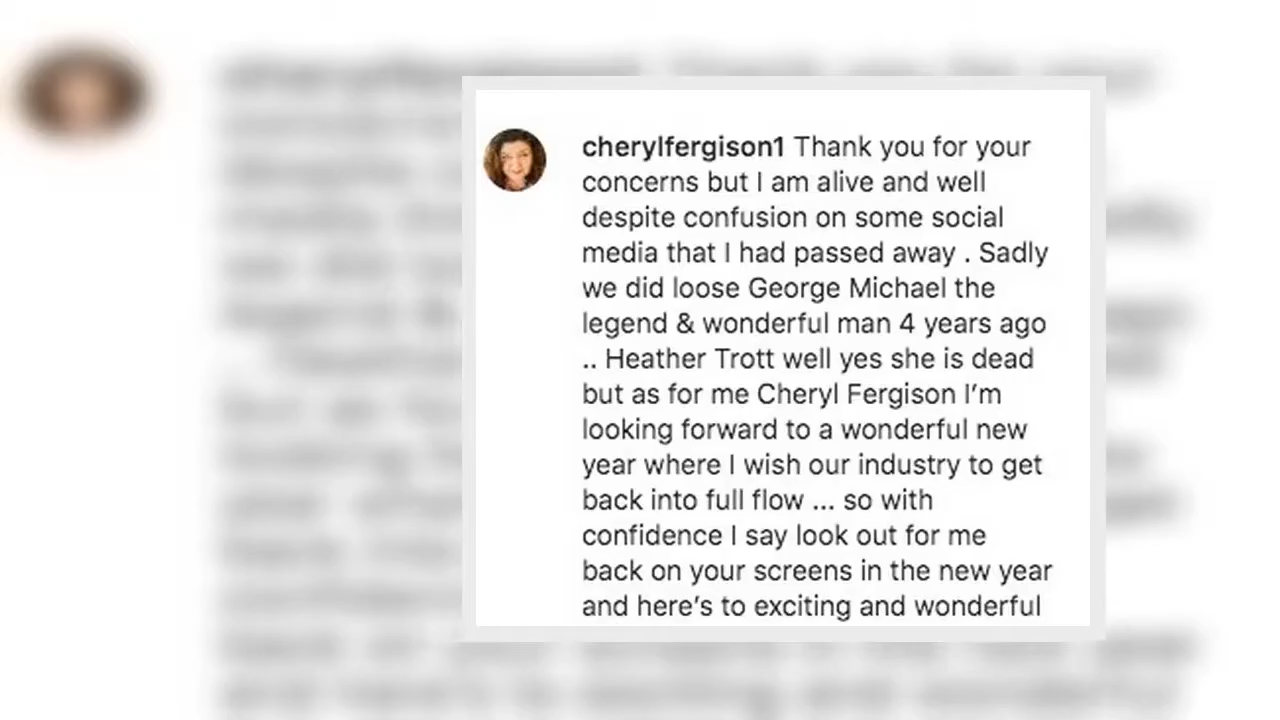 cherylfergison1 Thank you for your
concerns but I am alive and well
despite confusion on some social
media that I had passed away . Sadly
we did loose George Michael the
legend & wonderful man 4 years ago
.. Heather Trott well yes she is dead
but as for me Cheryl Fergison I’m
looking forward to a wonderful new
year where I wish our industry to get
back into full flow ... so with
confidence I say look out for me
back on your screens in the new year
and here’s to exciting and wonderful